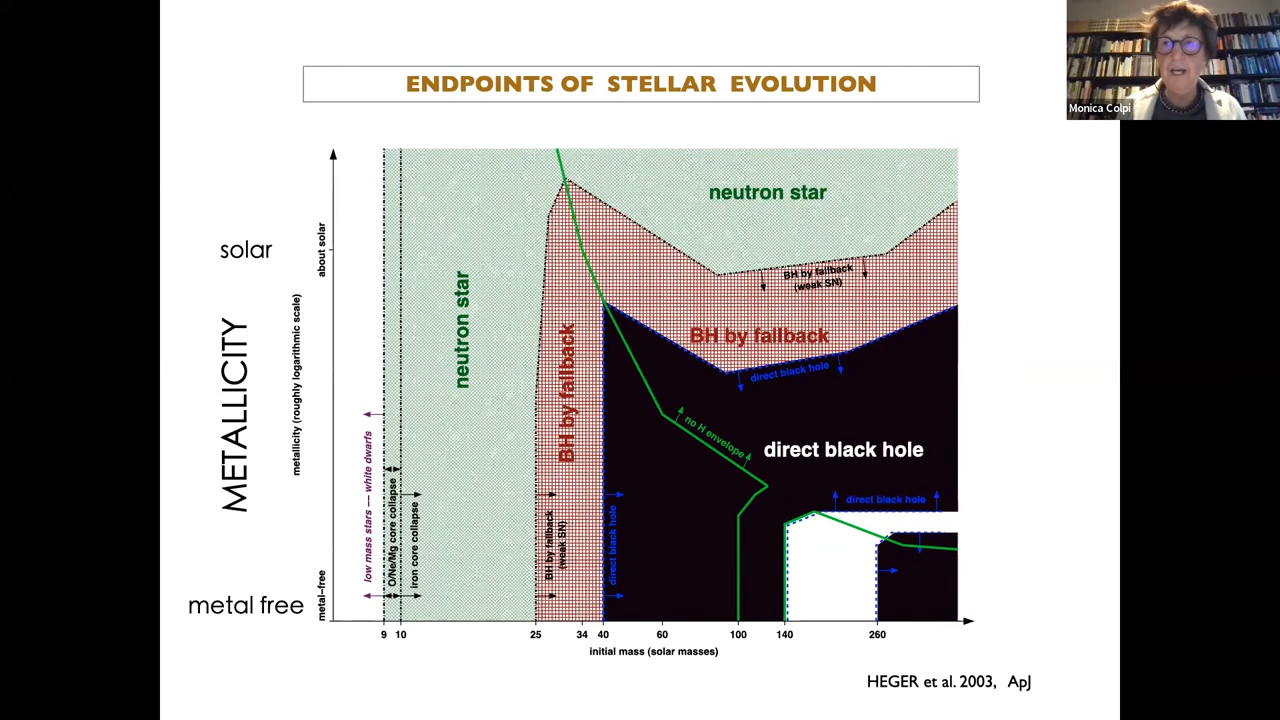 Monica Colpi
ENDPOINTS OF STELLAR EVOLUTION
solar
METALLICITY
metal free
metallicity (roughly logarithmic scale)
about solar
metal–free
low mass stars –– white dwarfs
O/Ne/Mg core collapse
iron core collapse
neutron star
BH by fallback
BH by fallback
(weak SN)
direct black hole
neutron star
BH by fallback
(weak SN)
BH by fallback
direct black hole
no H envelope
direct black hole
direct black hole
9 10 25 34 40 60 100 140 260
initial mass (solar masses)
HEGER et al. 2003, ApJ